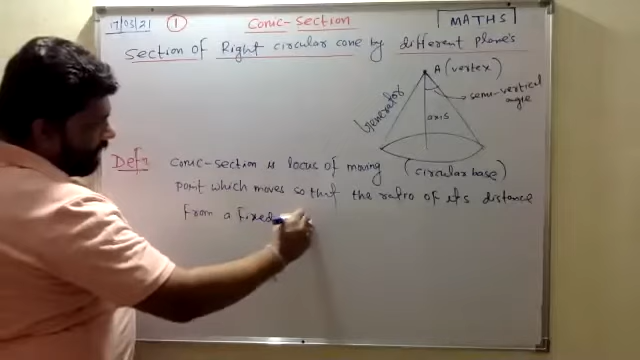 17/03/21 1 Conic-Section MATHS
Section of Right circular cone by different plane's
A (vertex)
semi-vertical
angle
Generator
axis
(circular base)
Defn Conic-section is locus of moving
point which moves so that the ratio of its distance
from a fixed